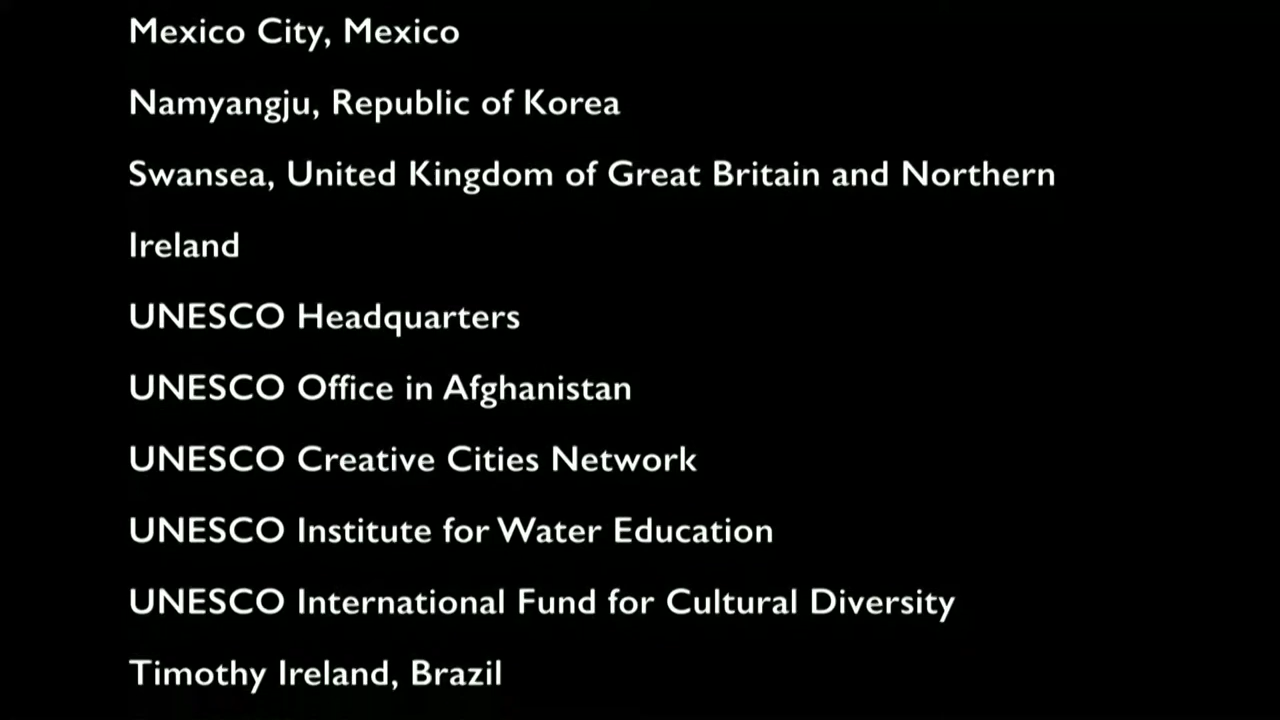 Mexico City, Mexico
Namyangju, Republic of Korea
Swansea, United Kingdom of Great Britain and Northern
Ireland
UNESCO Headquarters
UNESCO Office in Afghanistan
UNESCO Creative Cities Network
UNESCO Institute for Water Education
UNESCO International Fund for Cultural Diversity
Timothy Ireland, Brazil